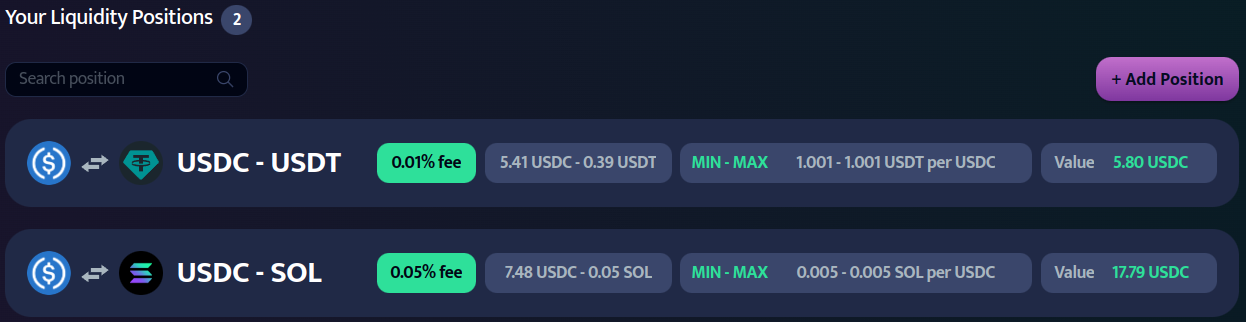 Your Liquidity Positions 2
Search position
+ Add Position
USDC - USDT 0.01% fee 5.41 USDC - 0.39 USDT MIN - MAX 1.001 - 1.001 USDT per USDC Value 5.80 USDC
USDC - SOL 0.05% fee 7.48 USDC - 0.05 SOL MIN - MAX 0.005 - 0.005 SOL per USDC Value 17.79 USDC